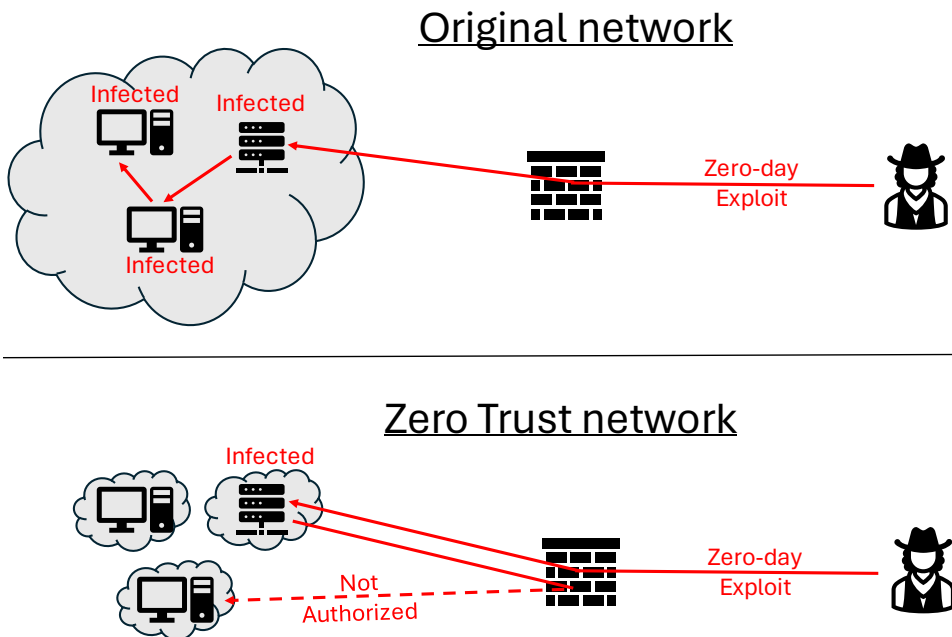 Original network
Infected
Infected
Infected
Zero-day
Exploit
Zero Trust network
Infected
Not
Authorized
Zero-day
Exploit